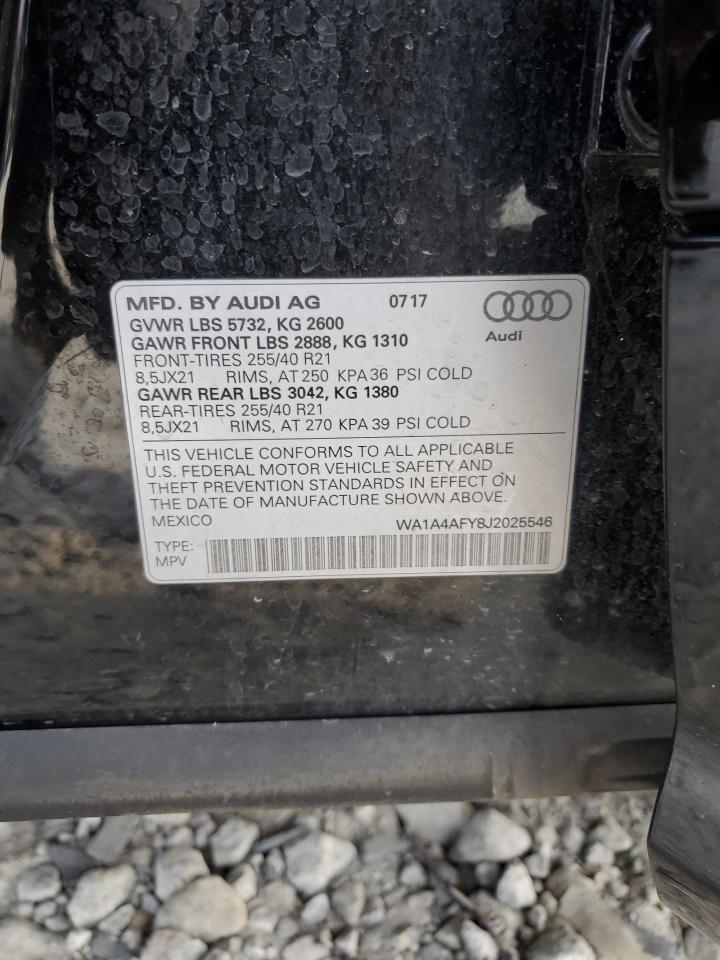 MFD. BY AUDI AG 0717
GVWR LBS 5732, KG 2600
GAWR FRONT LBS 2888, KG 1310
Audi
FRONT-TIRES 255/40 R21
8,5JX21 RIMS, AT 250 KPA 36 PSI COLD
GAWR REAR LBS 3042, KG 1380
REAR-TIRES 255/40 R21
8,5JX21 RIMS, AT 270 KPA 39 PSI COLD
THIS VEHICLE CONFORMS TO ALL APPLICABLE
U.S. FEDERAL MOTOR VEHICLE SAFETY AND
THEFT PREVENTION STANDARDS IN EFFECT ON
THE DATE OF MANUFACTURE SHOWN ABOVE.
MEXICO WA1A4AFY8J2025546
TYPE:
MPV